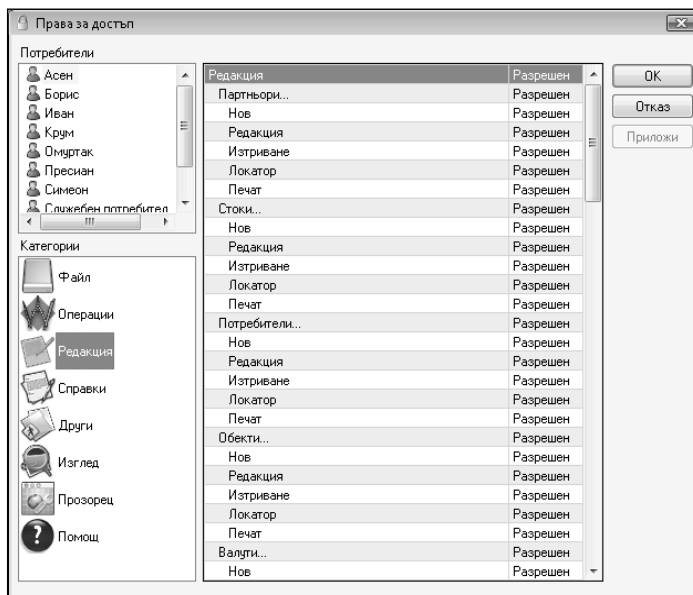 Права за достъп
Потребители
Асен
Борис
Иван
Крум
Омуртак
Пресиан
Симеон
Служебен потребител
Категории
Файл
Операции
Редакция
Справки
Други
Изглед
Прозорец
Помощ
Редакция Разрешен
Партньори... Разрешен
Нов Разрешен
Редакция Разрешен
Изтриване Разрешен
Локатор Разрешен
Печат Разрешен
Стоки... Разрешен
Нов Разрешен
Редакция Разрешен
Изтриване Разрешен
Локатор Разрешен
Печат Разрешен
Потребители... Разрешен
Нов Разрешен
Редакция Разрешен
Изтриване Разрешен
Локатор Разрешен
Печат Разрешен
Обекти... Разрешен
Нов Разрешен
Редакция Разрешен
Изтриване Разрешен
Локатор Разрешен
Печат Разрешен
Валути... Разрешен
Нов Разрешен
OK
Отказ
Приложи